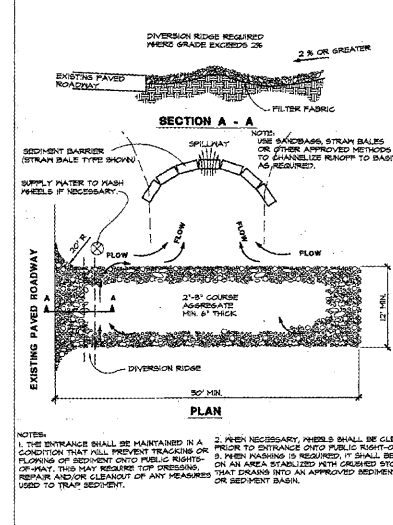 DIVERSION RIDGE REQUIRED
WHERE GRADE EXCEEDS 2%
2% OR GREATER
EXISTING PAVED
ROADWAY
FILTER FABRIC
SECTION A - A
NOTE:
USE SANDBAGS, STRAW BALES
OR OTHER APPROVED METHODS
TO CHANNELIZE RUNOFF TO BASI
AS REQUIRED.
SPILLWAY
SEDIMENT BARRIER
(STRAW BALE TYPE SHOWN)
SUPPLY WATER TO WASH
WHEELS IF NECESSARY.
FLOW
FLOW
FLOW
FLOW
20' R
EXISTING PAVED ROADWAY
A
A
2"-8" COURSE
AGGREGATE
MIN. 6" THICK
12' MIN.
DIVERSION RIDGE
50' MIN.
PLAN
NOTES:
1. THE ENTRANCE SHALL BE MAINTAINED IN A
CONDITION THAT WILL PREVENT TRACKING OR
FLOWING OF SEDIMENT ONTO PUBLIC RIGHTS-
OF-WAY. THIS MAY REQUIRE TOP DRESSING,
REPAIR AND/OR CLEANOUT OF ANY MEASURES
USED TO TRAP SEDIMENT.
2. WHEN NECESSARY, WHEELS SHALL BE CLE
PRIOR TO ENTRANCE ONTO PUBLIC RIGHT-O
3. WHEN WASHING IS REQUIRED, IT SHALL BE
ON AN AREA STABLIZED WITH CRUSHED STO
THAT DRAINS INTO AN APPROVED SEDIMEN
OR SEDIMENT BASIN.